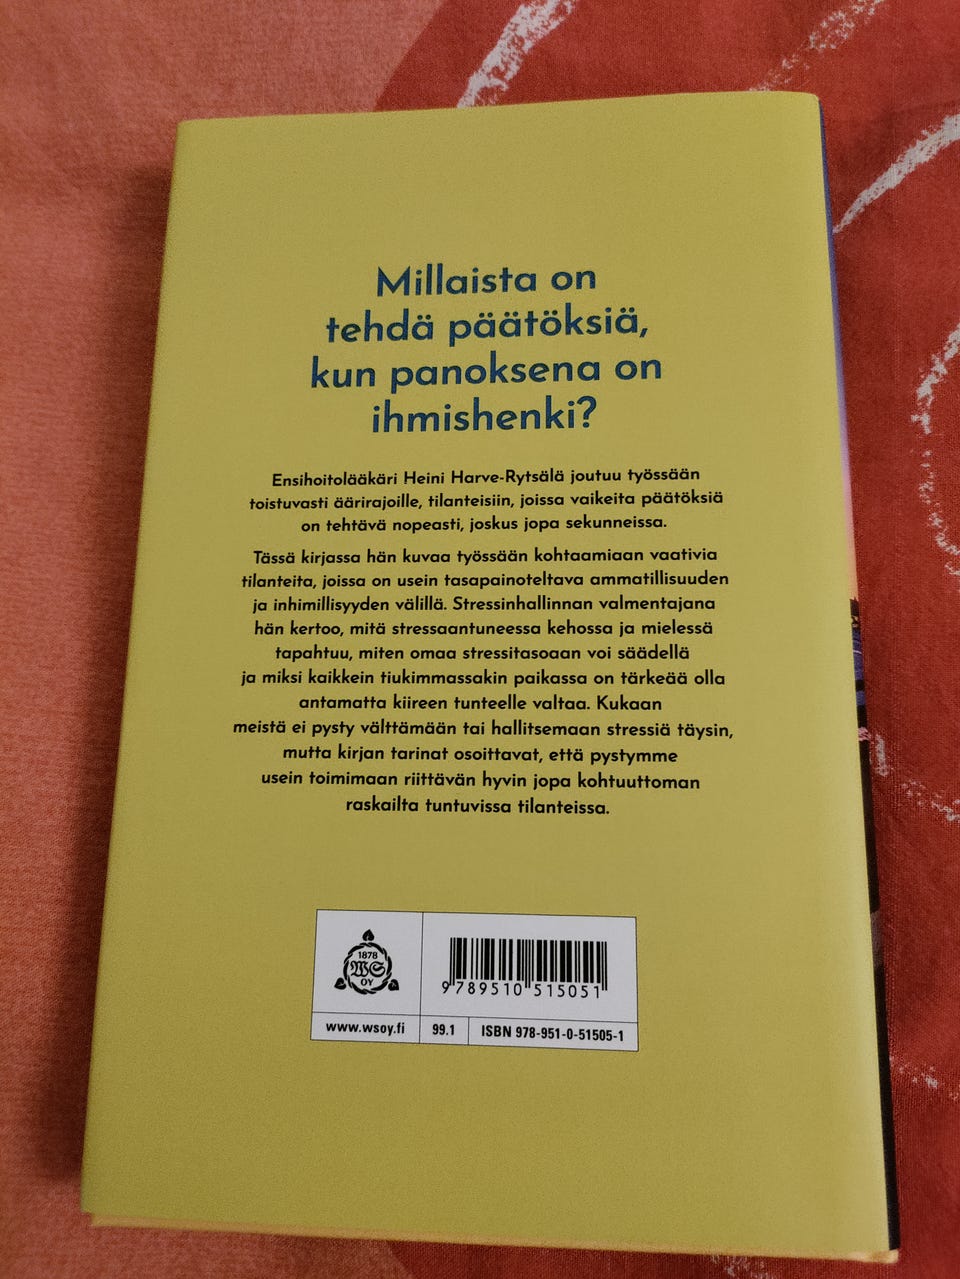 Millaista on
tehdä päätöksiä,
kun panoksena on
ihmishenki?
Ensihoitolääkäri Heini Harve-Rytsälä joutuu työssään
toistuvasti äärirajoille, tilanteisiin, joissa vaikeita päätöksiä
on tehtävä nopeasti, joskus jopa sekunneissa.
Tässä kirjassa hän kuvaa työssään kohtaamiaan vaativia
tilanteita, joissa on usein tasapainoteltava ammatillisuuden
ja inhimillisyyden välillä. Stressinhallinnan valmentajana
hän kertoo, mitä stressaantuneessa kehossa ja mielessä
tapahtuu, miten omaa stressitasoaan voi säädellä
ja miksi kaikkein tiukimmassakin paikassa on tärkeää olla
antamatta kiireen tunteelle valtaa. Kukaan
meistä ei pysty välttämään tai hallitsemaan stressiä täysin,
mutta kirjan tarinat osoittavat, että pystymme
usein toimimaan riittävän hyvin jopa kohtuuttoman
raskailta tuntuvissa tilanteissa.
1878
WS
OY
9 789510 515051
www.wsoy.fi
99.1
ISBN 978-951-0-51505-1